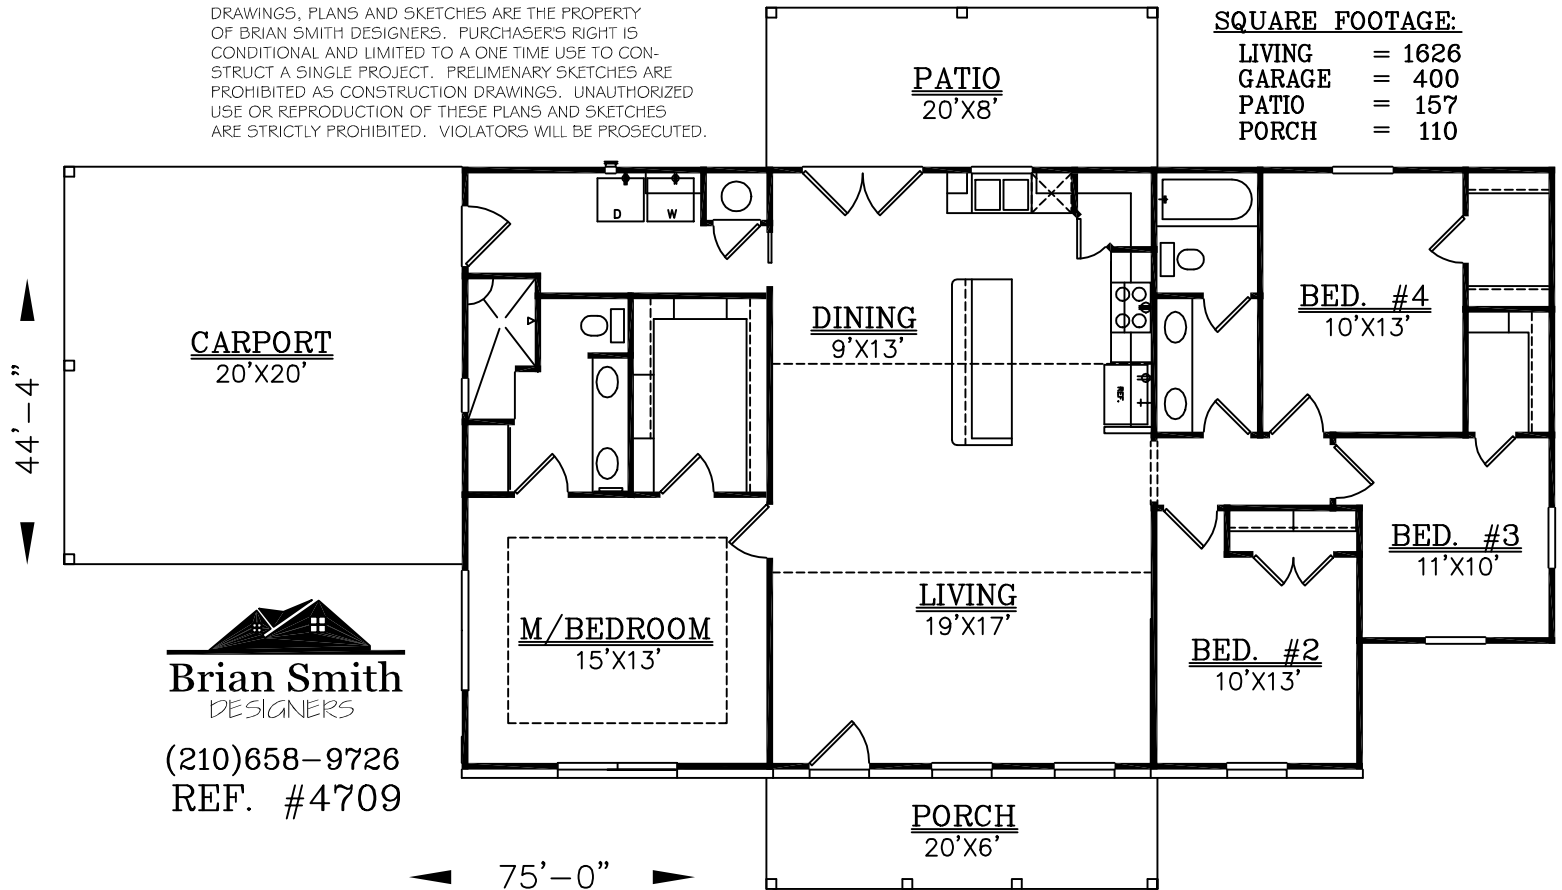 DRAWINGS, PLANS AND SKETCHES ARE THE PROPERTY
OF BRIAN SMITH DESIGNERS. PURCHASER'S RIGHT IS
CONDITIONAL AND LIMITED TO A ONE TIME USE TO CON-
STRUCT A SINGLE PROJECT. PRELIMENARY SKETCHES ARE
PROHIBITED AS CONSTRUCTION DRAWINGS. UNAUTHORIZED
USE OR REPRODUCTION OF THESE PLANS AND SKETCHES
ARE STRICTLY PROHIBITED. VIOLATORS WILL BE PROSECUTED.
PATIO
20'X8'
SQUARE FOOTAGE:
LIVING = 1626
GARAGE = 400
PATIO = 157
PORCH = 110
D
W
CARPORT
20'X20'
DINING
9'X13'
BED. #4
10'X13'
REF.
44'-4"
BED. #3
11'X10'
M/BEDROOM
15'X13'
LIVING
19'X17'
BED. #2
10'X13'
Brian Smith
DESIGNERS
(210)658-9726
REF. #4709
PORCH
20'X6'
75'-0"